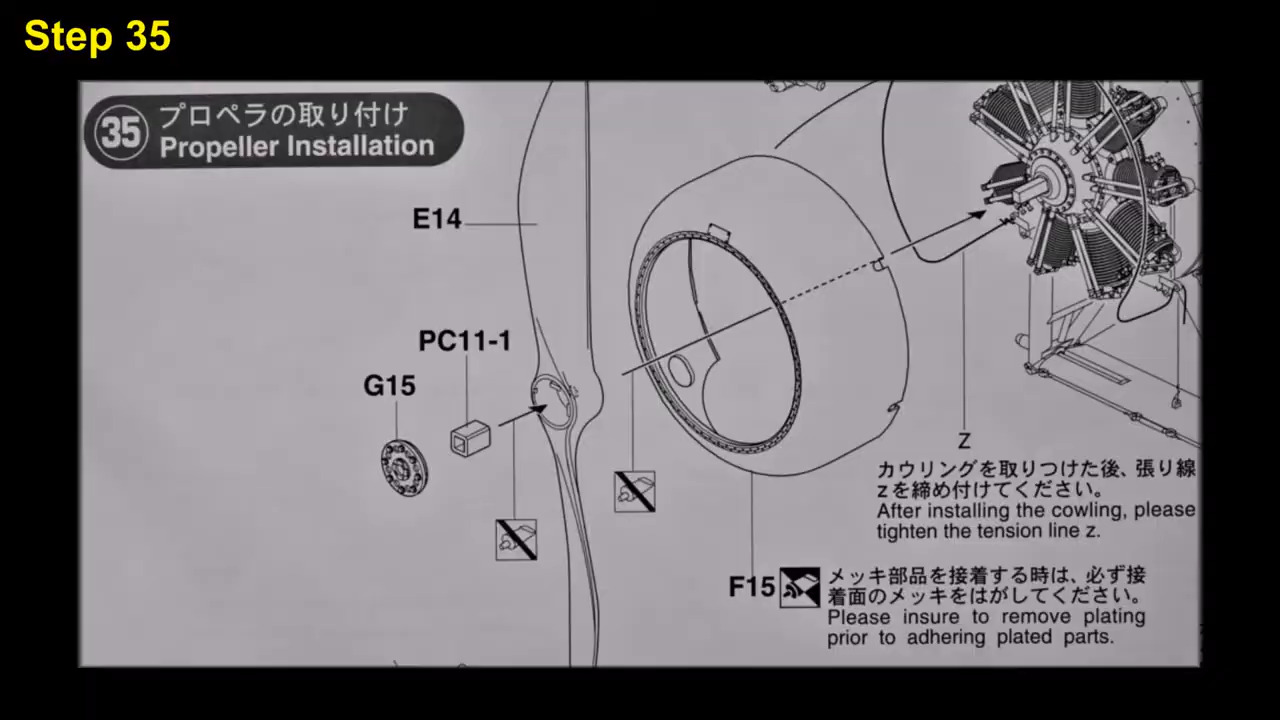 Step 35
35
プロペラの取り付け
Propeller Installation
E14
PC11-1
G15
Z
カウリングを取りつけた後、張り線
zを締め付けてください。
After installing the cowling, please
tighten the tension line z.
F15
メッキ部品を接着する時は、必ず接
着面のメッキをはがしてください。
Please insure to remove plating
prior to adhering plated parts.